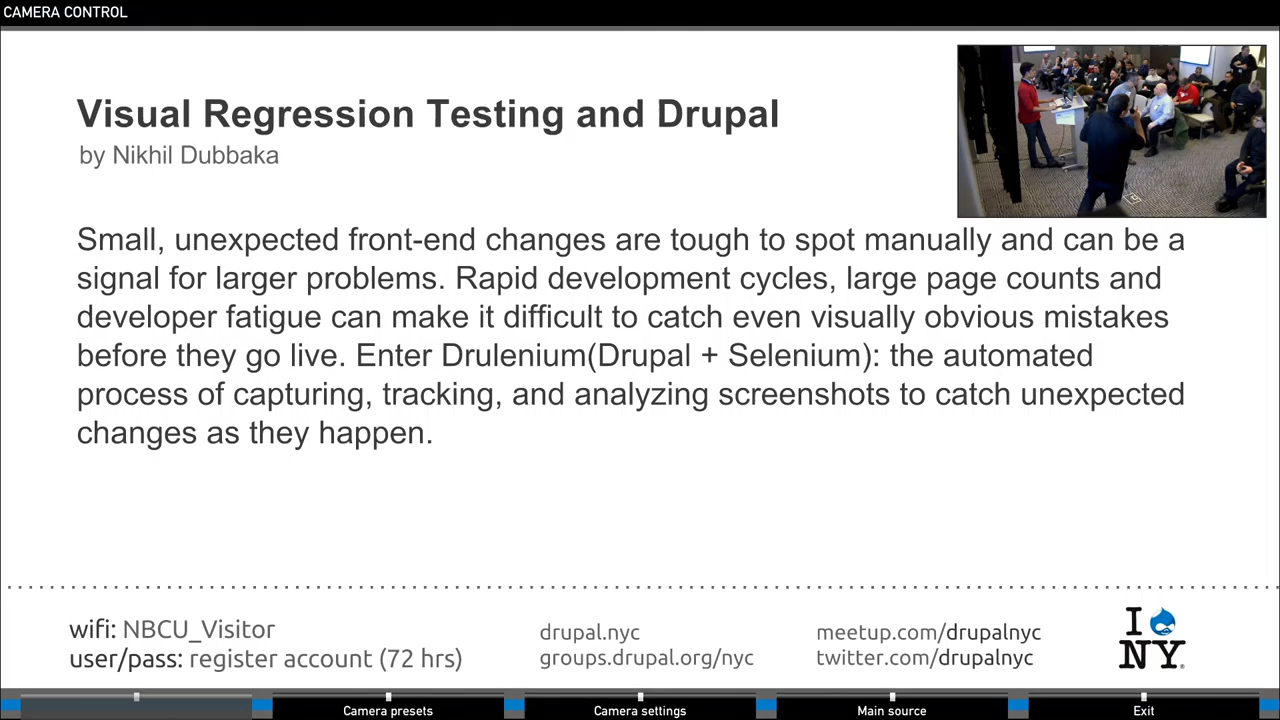 CAMERA CONTROL
Visual Regression Testing and Drupal
by Nikhil Dubbaka
Small, unexpected front-end changes are tough to spot manually and can be a
signal for larger problems. Rapid development cycles, large page counts and
developer fatigue can make it difficult to catch even visually obvious mistakes
before they go live. Enter Drulenium(Drupal + Selenium): the automated
process of capturing, tracking, and analyzing screenshots to catch unexpected
changes as they happen.
wifi: NBCU_Visitor
user/pass: register account (72 hrs)
drupal.nyc
groups.drupal.org/nyc
meetup.com/drupalnyc
twitter.com/drupalnyc
I
NY
Camera presets
Camera settings
Main source
Exit